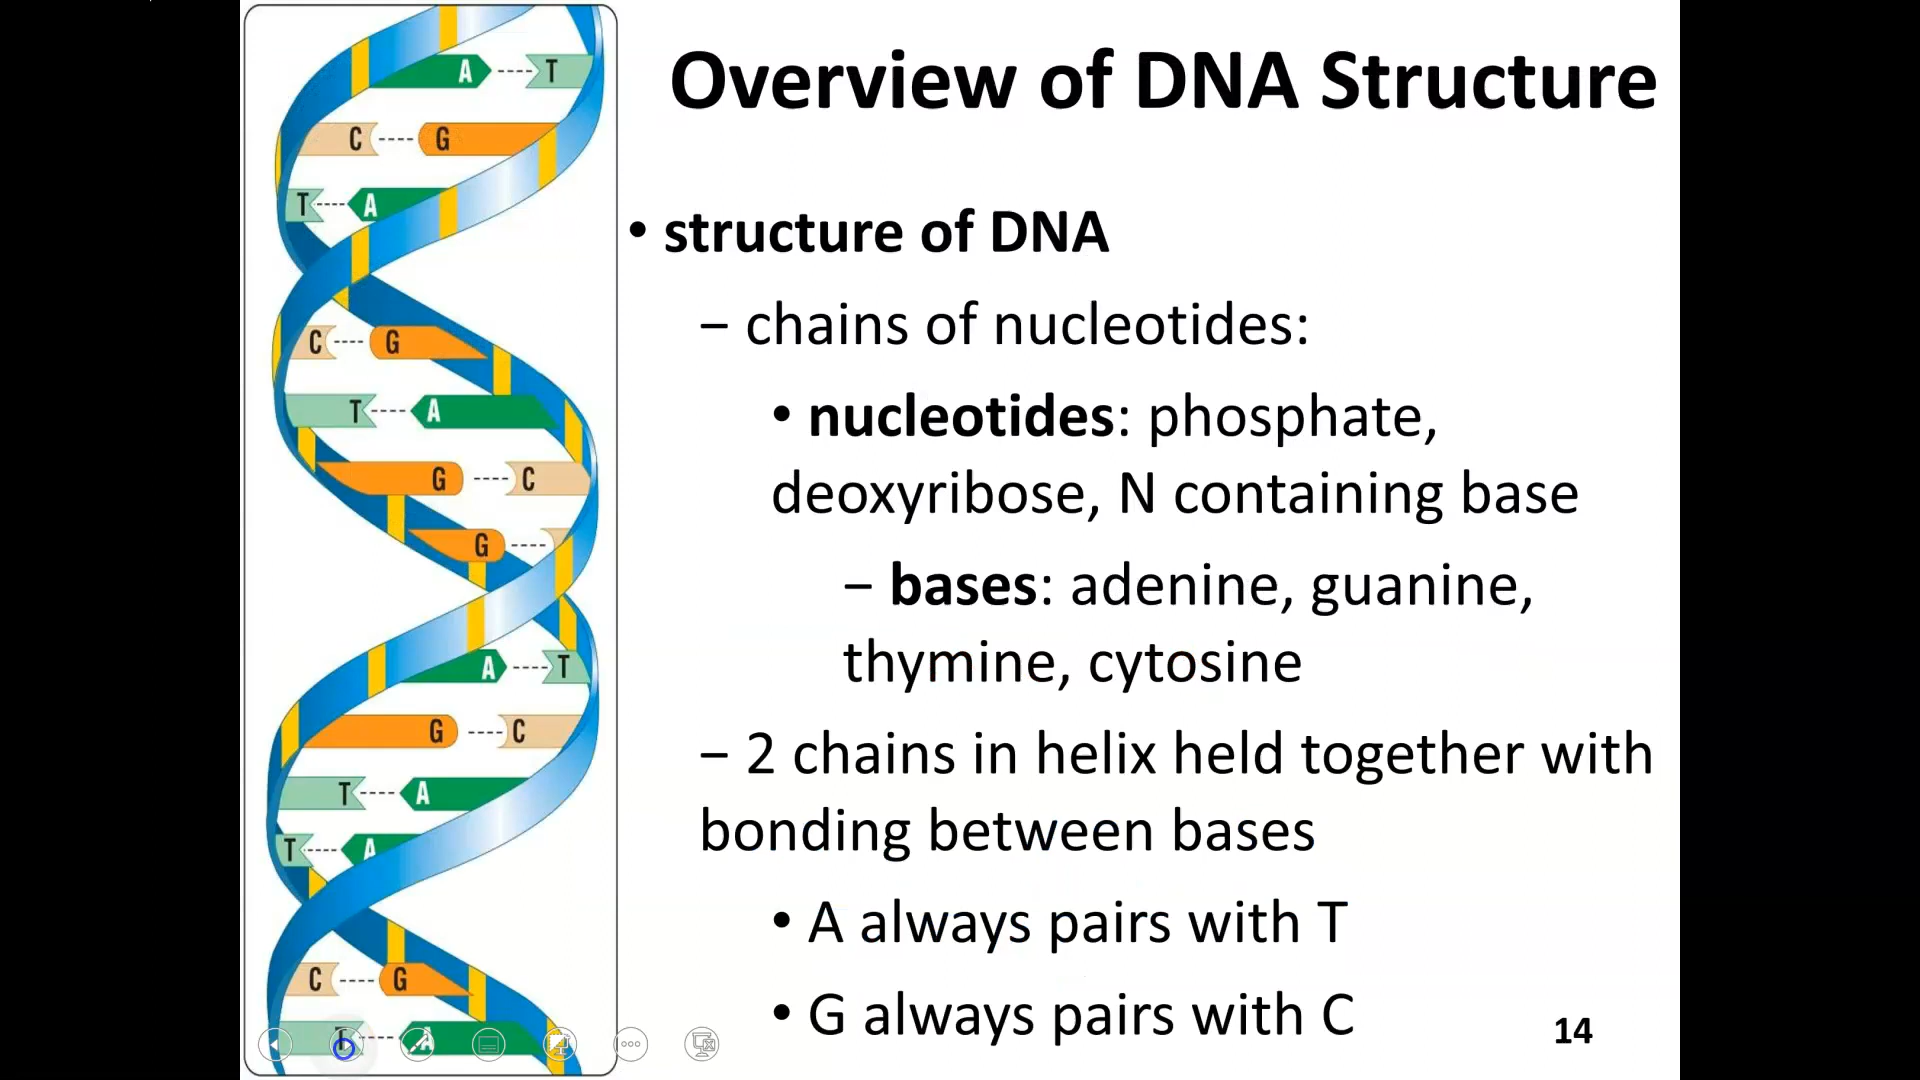 Overview of DNA Structure
• structure of DNA
– chains of nucleotides:
• nucleotides: phosphate,
deoxyribose, N containing base
– bases: adenine, guanine,
thymine, cytosine
– 2 chains in helix held together with
bonding between bases
• A always pairs with T
• G always pairs with C
14
A T
C G
T A
C G
T A
G C
G
A T
G C
T A
T A
C G
T A